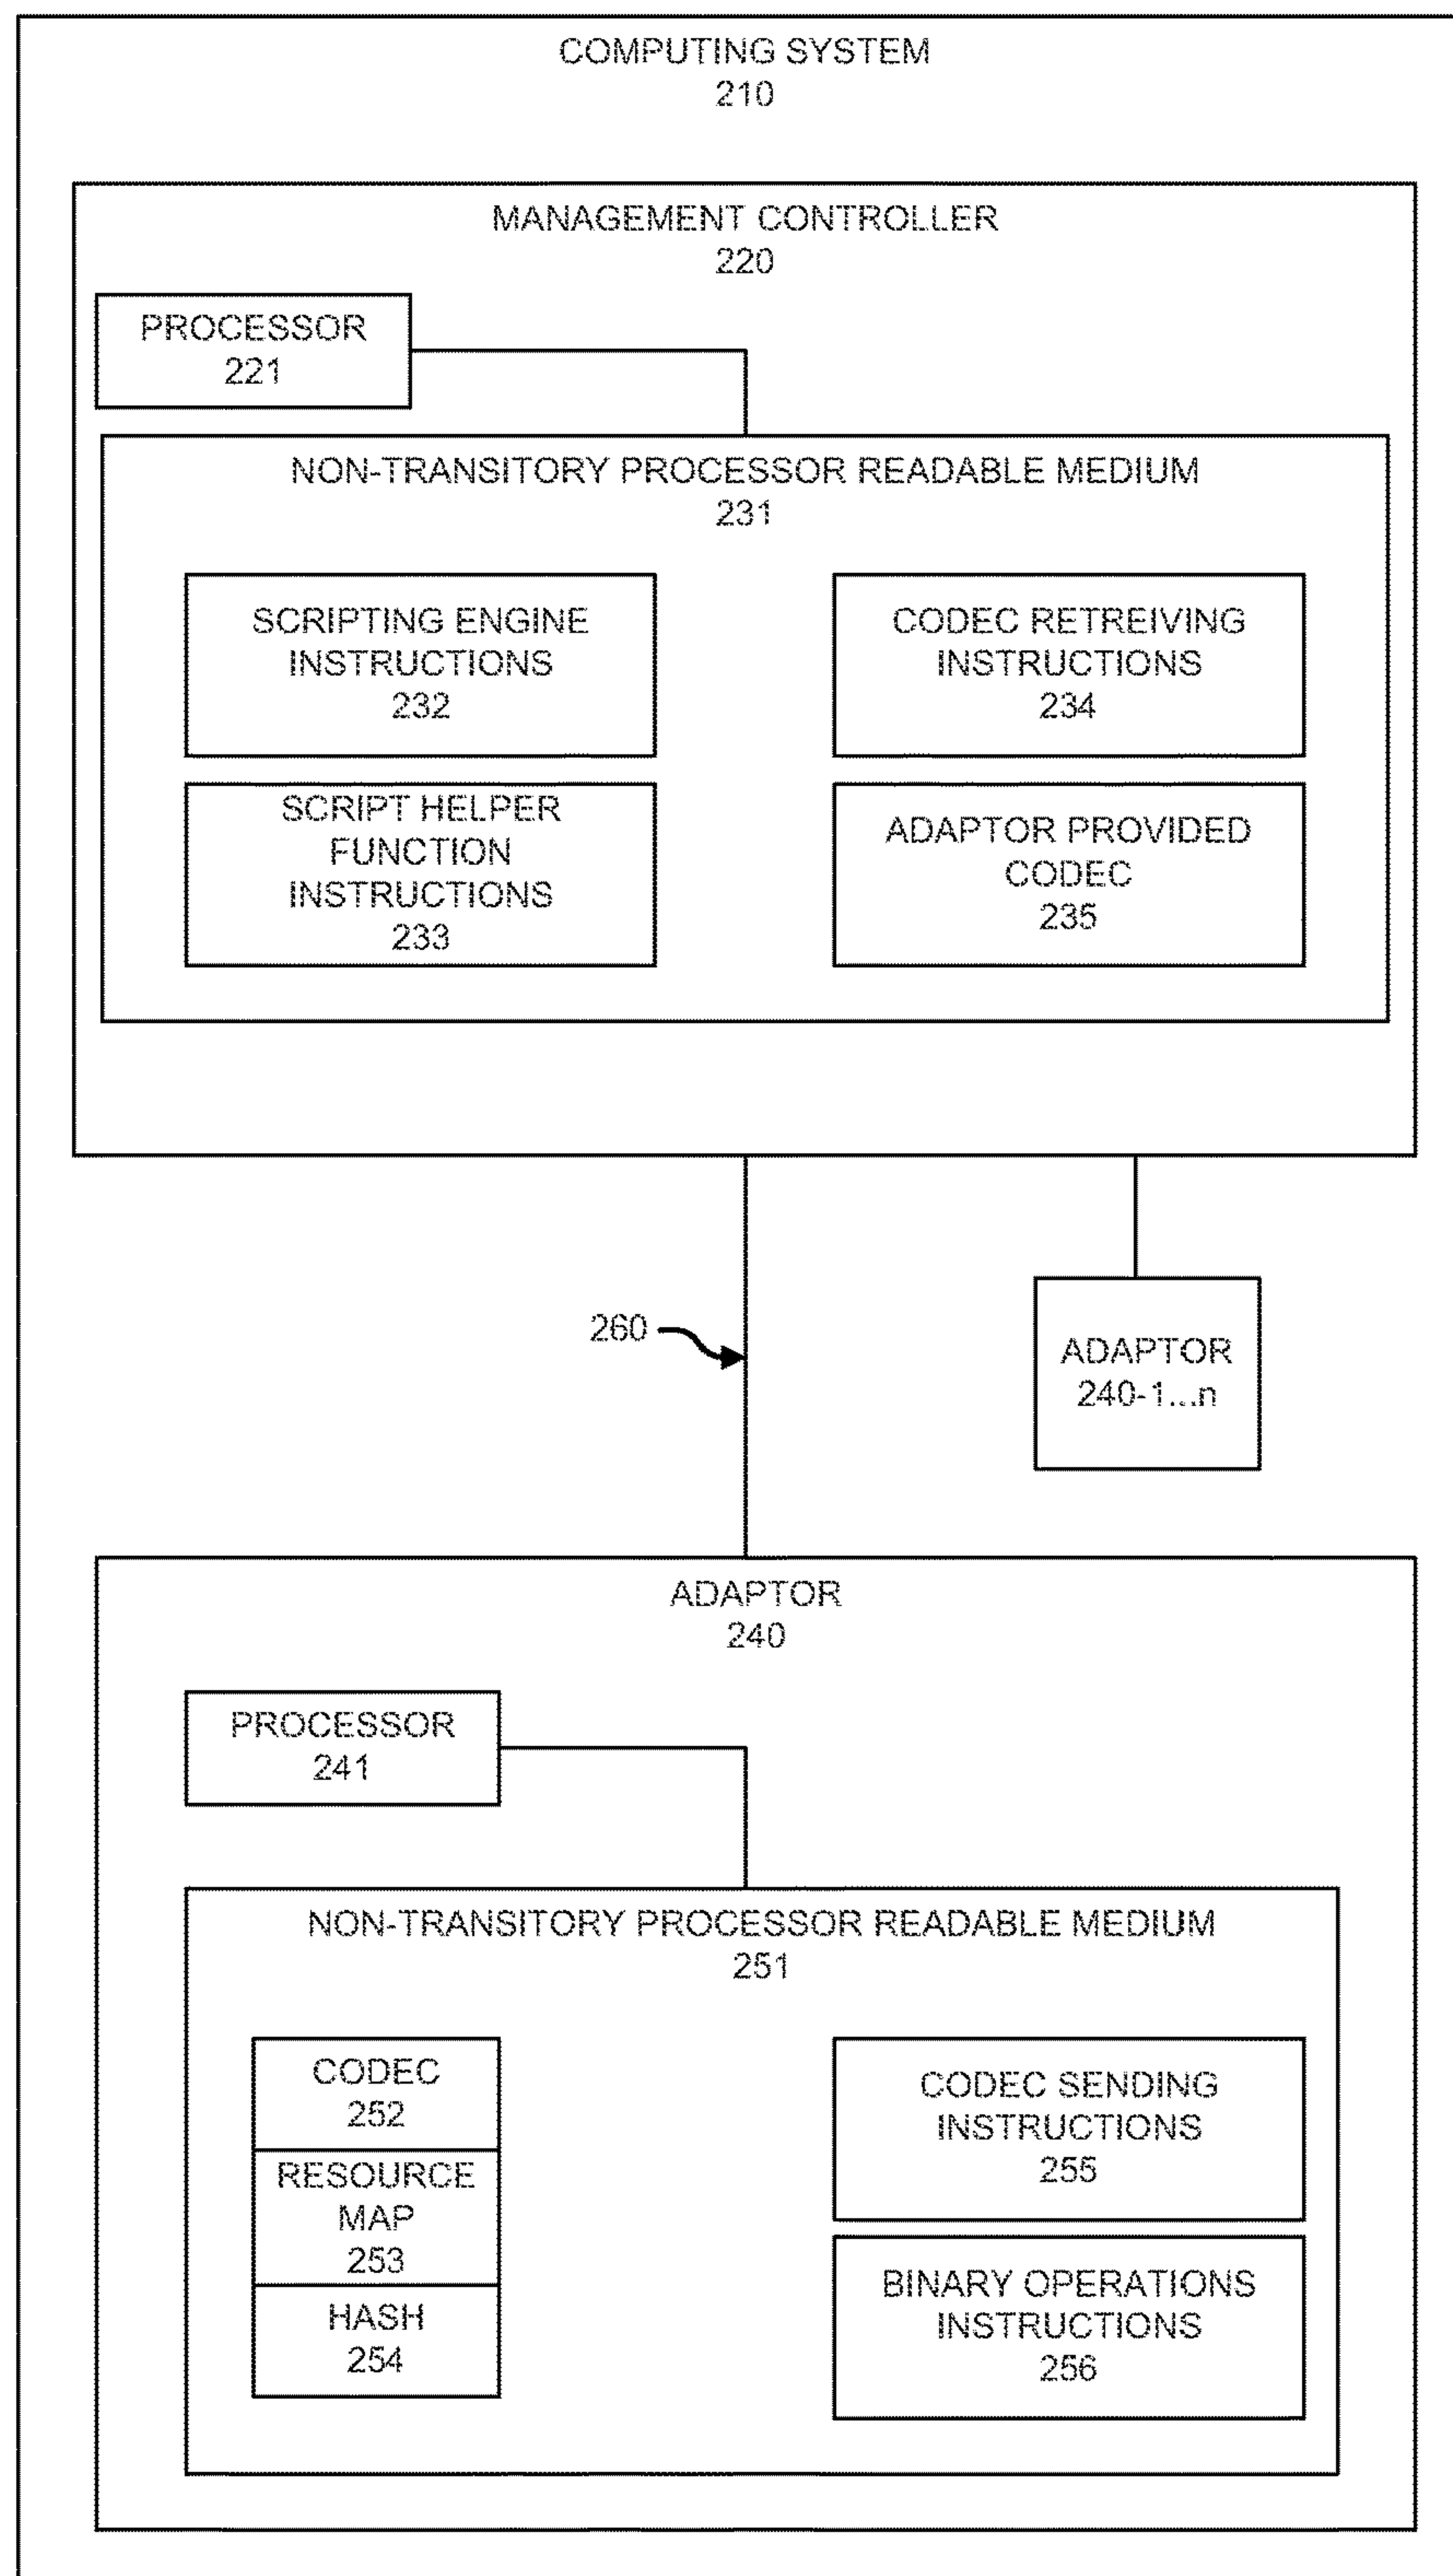 COMPUTING SYSTEM
210
MANAGEMENT CONTROLLER
220
PROCESSOR
221
NON-TRANSITORY PROCESSOR READABLE MEDIUM
231
SCRIPTING ENGINE
INSTRUCTIONS
232
CODEC RETREIVING
INSTRUCTIONS
234
SCRIPT HELPER
FUNCTION
INSTRUCTIONS
233
ADAPTOR PROVIDED
CODEC
235
260
ADAPTOR
240-1...n
ADAPTOR
240
PROCESSOR
241
NON-TRANSITORY PROCESSOR READABLE MEDIUM
251
CODEC
252
RESOURCE
MAP
253
HASH
254
CODEC SENDING
INSTRUCTIONS
255
BINARY OPERATIONS
INSTRUCTIONS
256